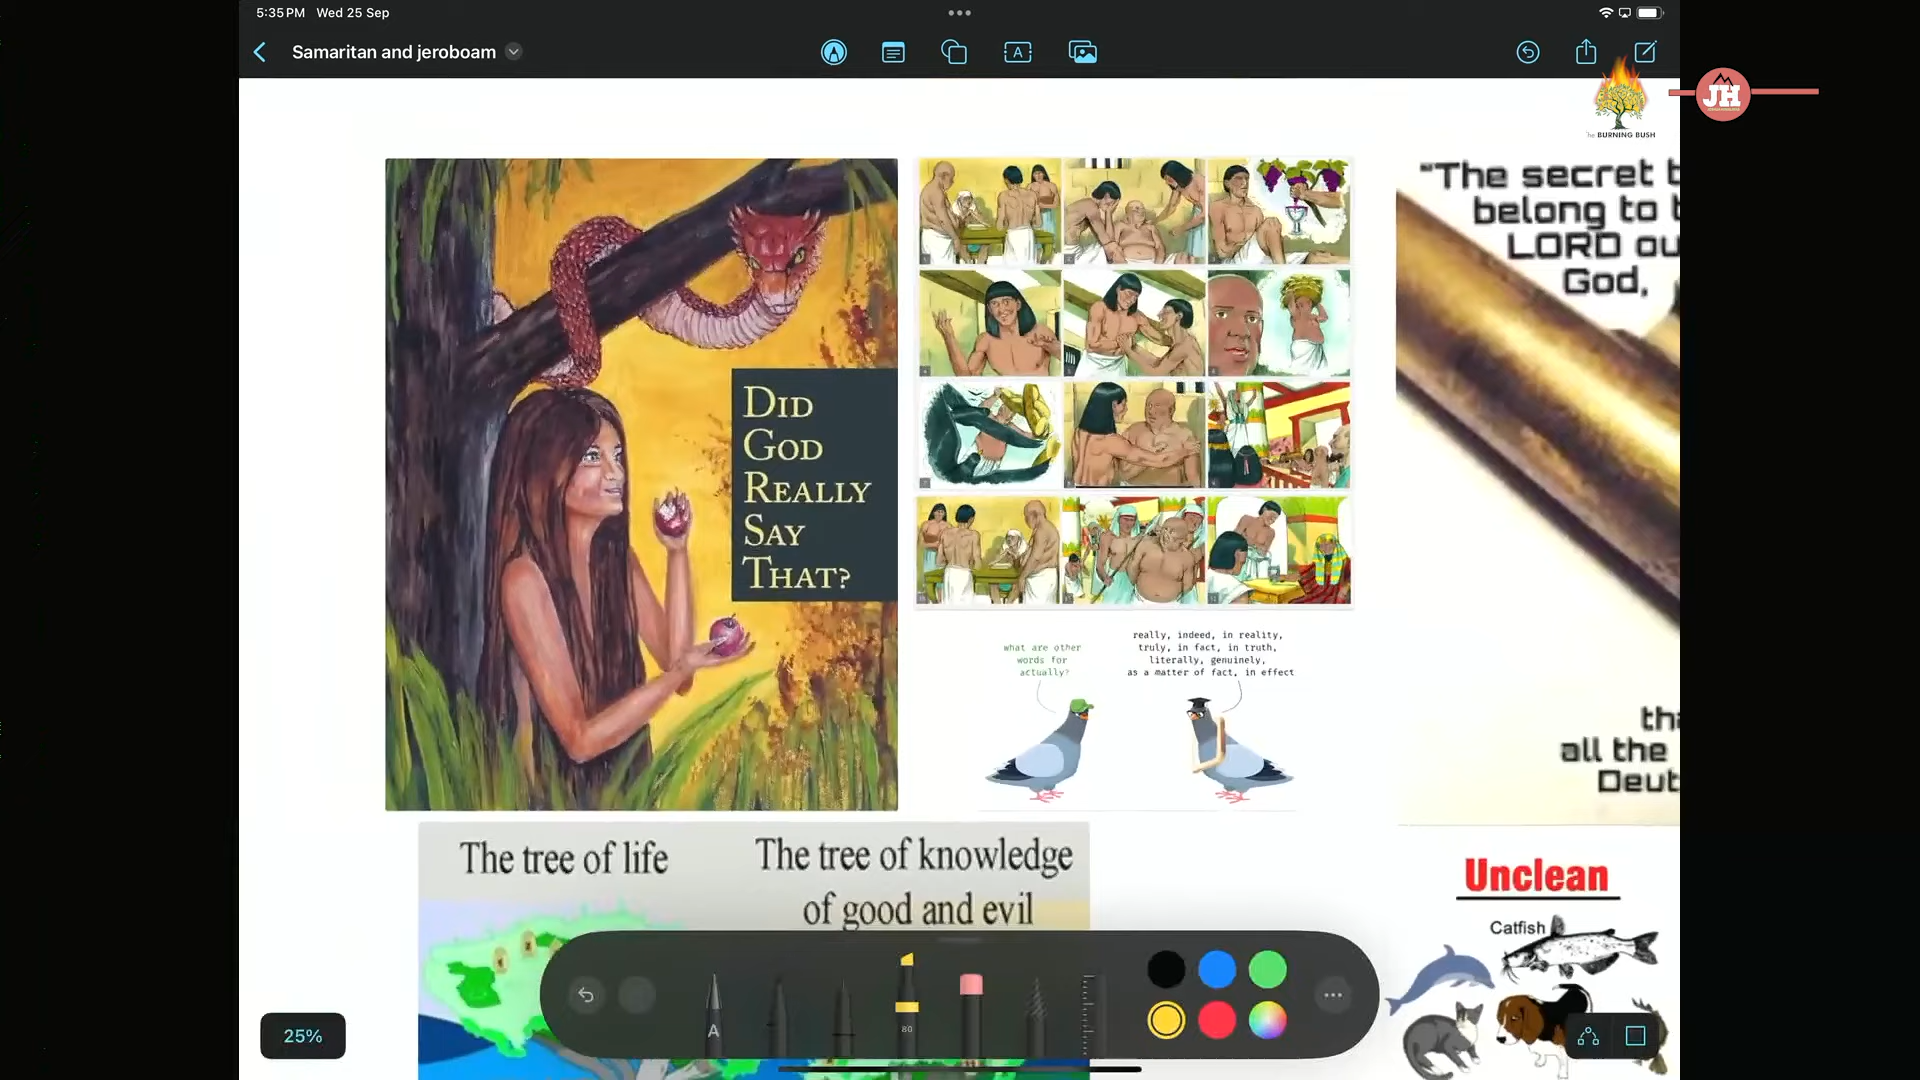 5:35 PM Wed 25 Sep
Samaritan and jeroboam
A
The BURNING BUSH
JH
DID
GOD
REALLY
SAY
THAT?
"The secret
belong to
LORD ou
God,
what are other
words for
actually?
really, indeed, in reality,
truly, in fact, in truth,
literally, genuinely,
as a matter of fact, in effect
all the
Deut
The tree of life
The tree of knowledge
of good and evil
Unclean
Catfish
A
80
25%